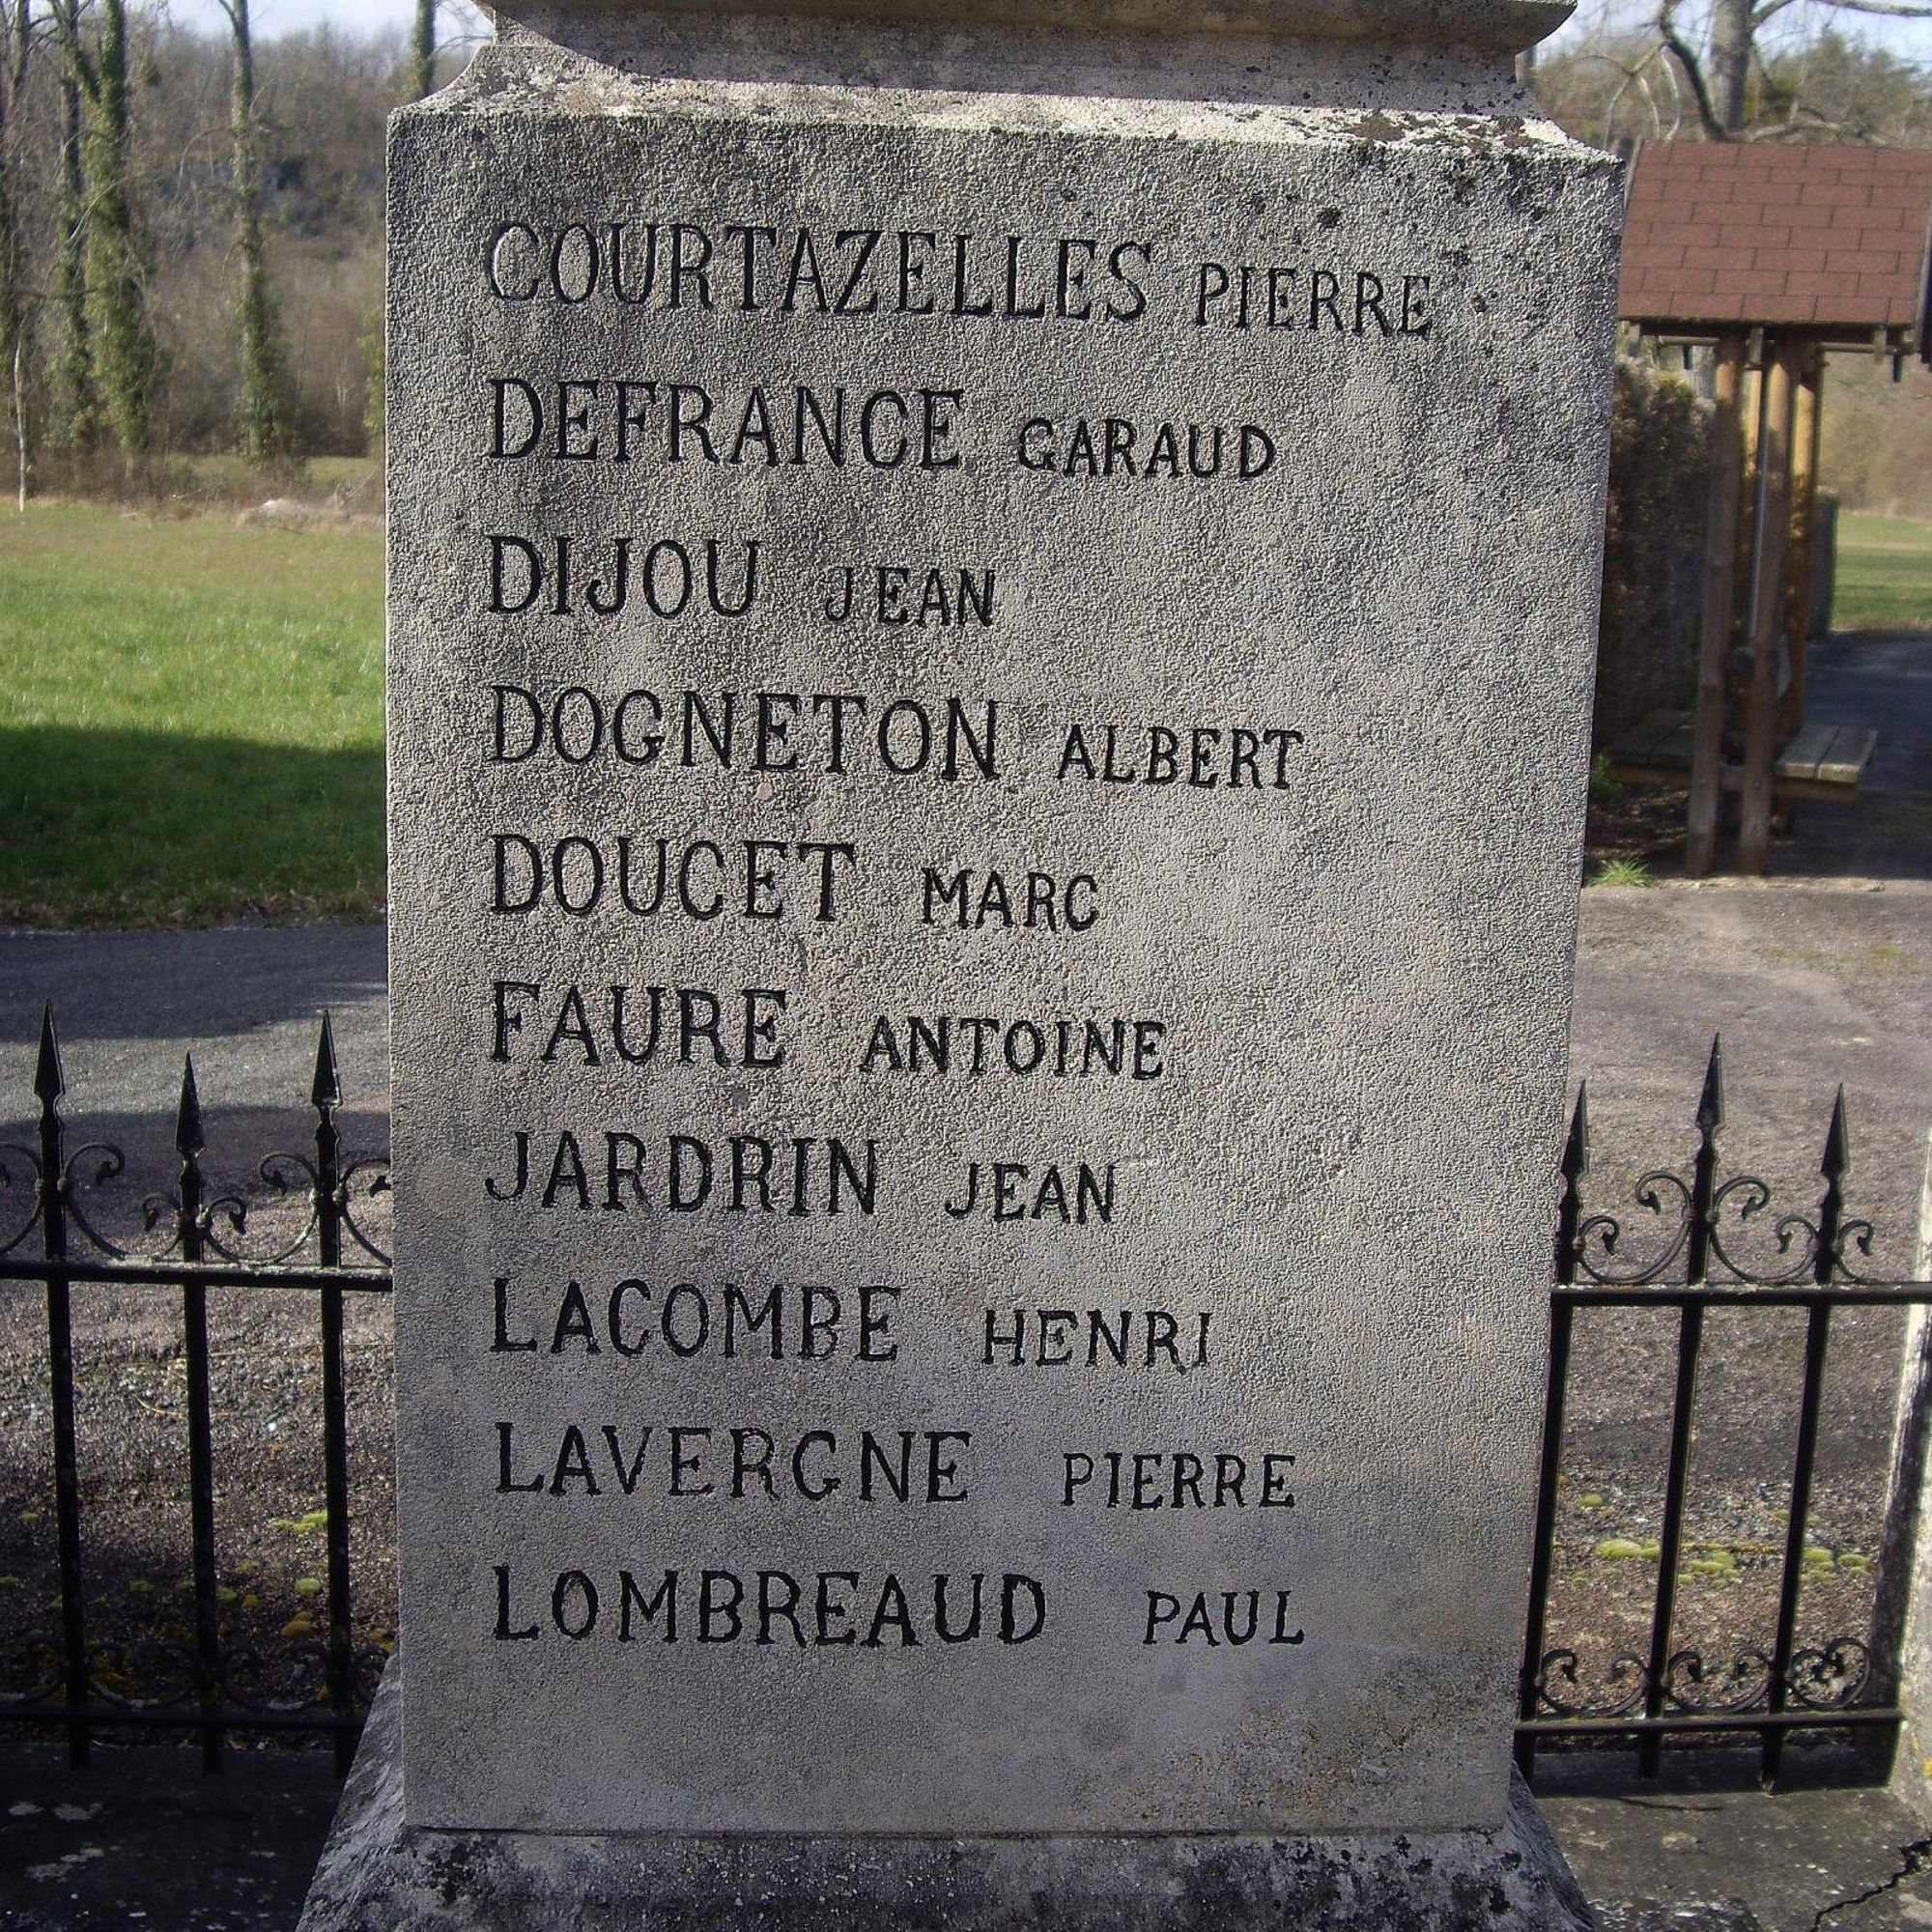 COURTAZELLES PIERRE
DEFRANCE GARAUD
DIJOU JEAN
DOGNETON ALBERT
DOUCET MARC
FAURE ANTOINE
JARDRIN JEAN
LACOMBE HENRI
LAVERGNE PIERRE
LOMBREAUD PAUL